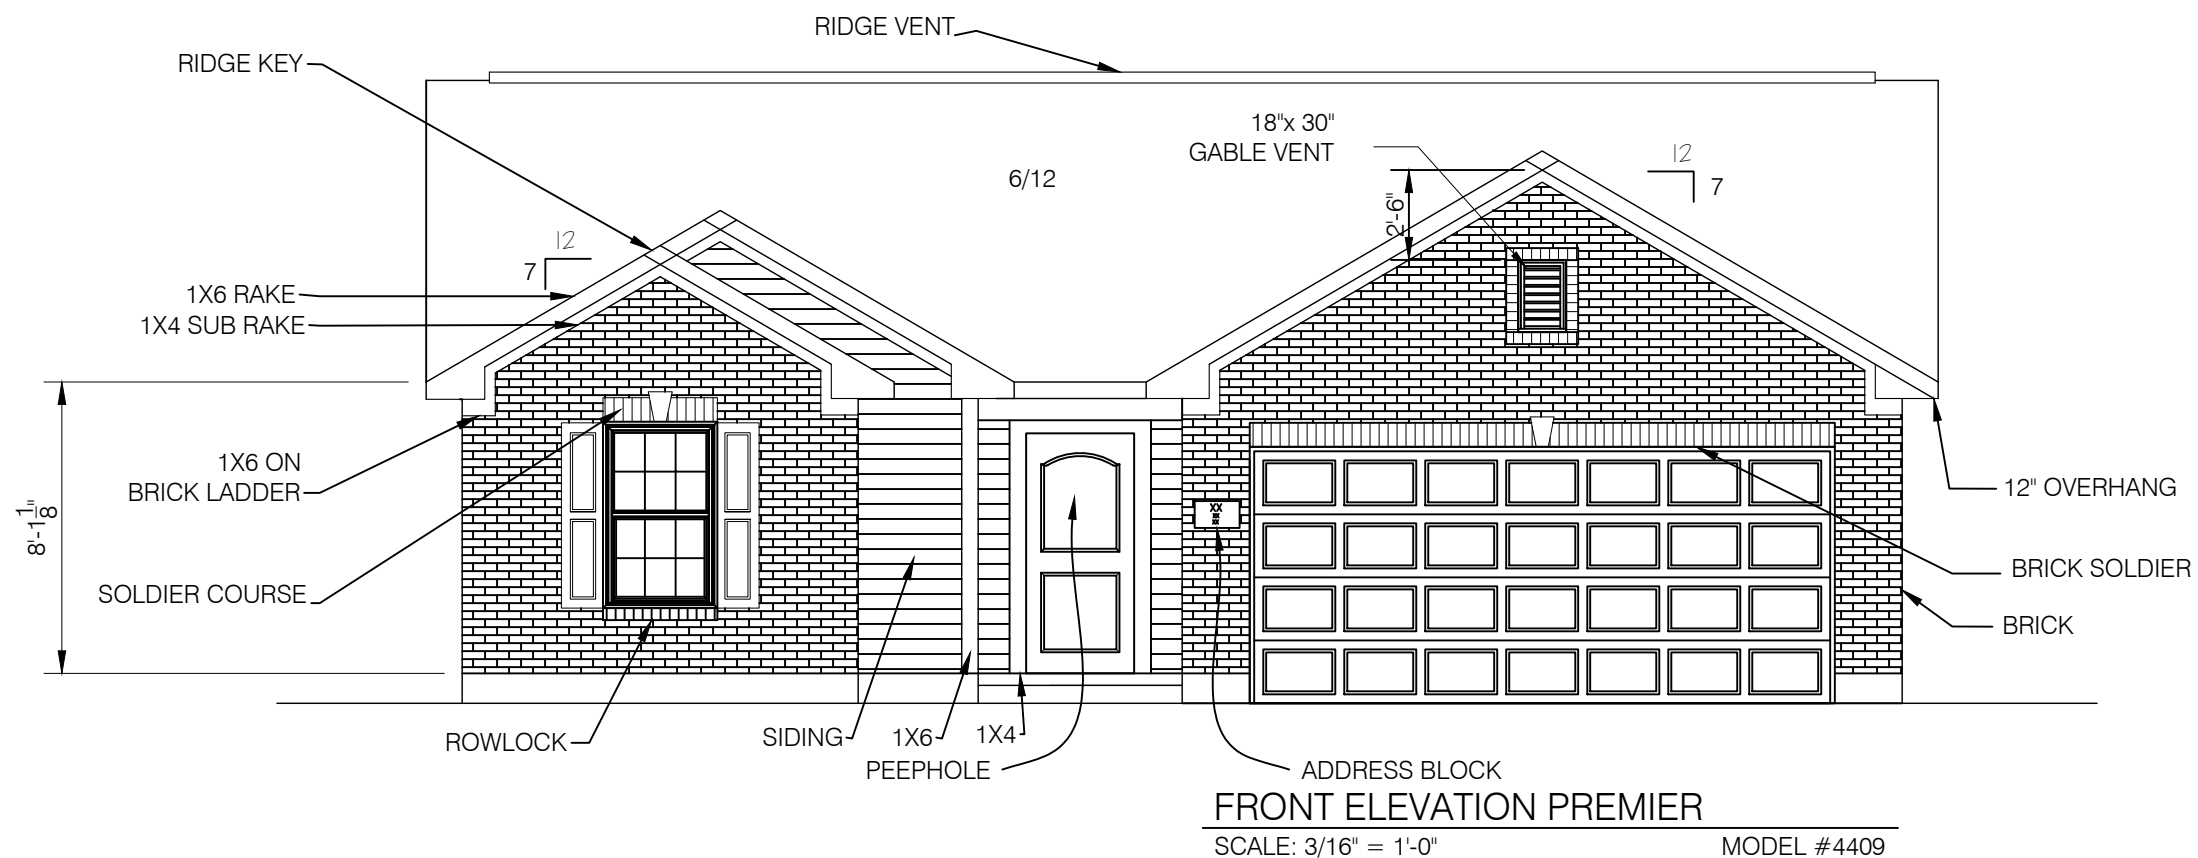 RIDGE VENT
RIDGE KEY
18"x 30"
GABLE VENT
6/12
12
7
2'-6"
12
7
1X6 RAKE
1X4 SUB RAKE
1X6 ON
BRICK LADDER
8'-1 1/8"
12" OVERHANG
XX
XX
XX
SOLDIER COURSE
BRICK SOLDIER
BRICK
ROWLOCK
SIDING
1X6
1X4
PEEPHOLE
ADDRESS BLOCK
FRONT ELEVATION PREMIER
SCALE: 3/16" = 1'-0"
MODEL #4409